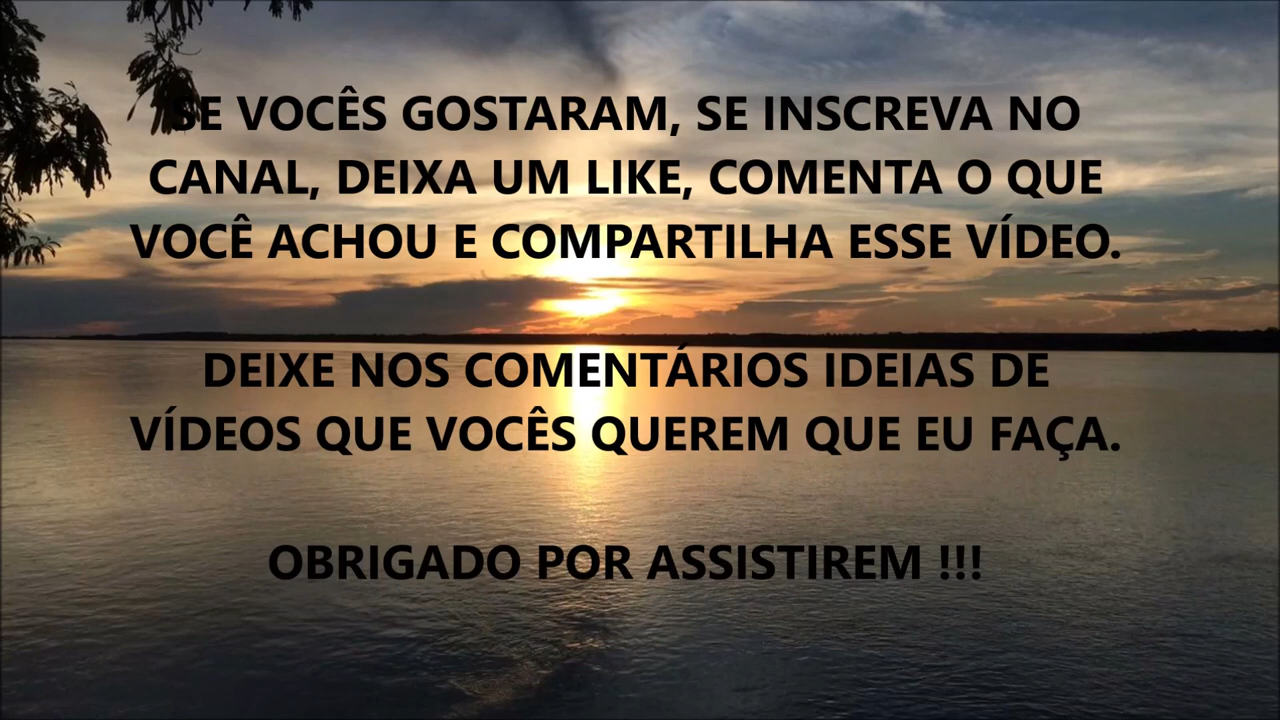 SE VOCÊS GOSTARAM, SE INSCREVA NO
CANAL, DEIXA UM LIKE, COMENTA O QUE
VOCÊ ACHOU E COMPARTILHA ESSE VÍDEO.
DEIXE NOS COMENTÁRIOS IDEIAS DE
VÍDEOS QUE VOCÊS QUEREM QUE EU FAÇA.
OBRIGADO POR ASSISTIREM !!!